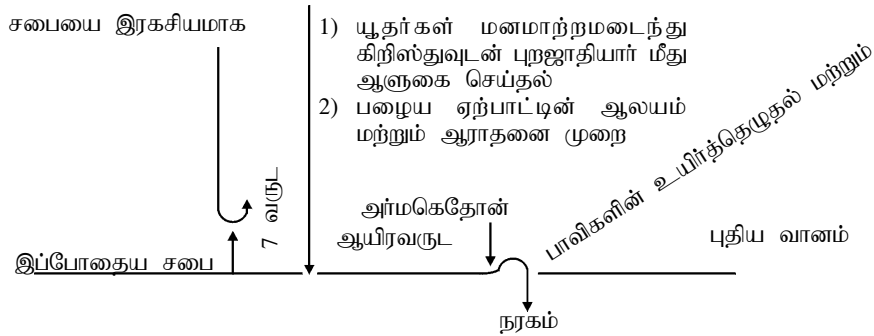 சபையை இரகசியமாக
1) யூதர்கள் மனமாற்றமடைந்து
கிறிஸ்துவுடன் புறஜாதியார் மீது
ஆளுகை செய்தல்
2) பழைய ஏற்பாட்டின் ஆலயம்
மற்றும் ஆராதனை முறை
7 வருட
அர்மகெதோன்
ஆயிரவருட
பாவிகளின் உயிர்த்தெழுதல் மற்றும்
புதிய வானம்
இப்போதைய சபை
நரகம்